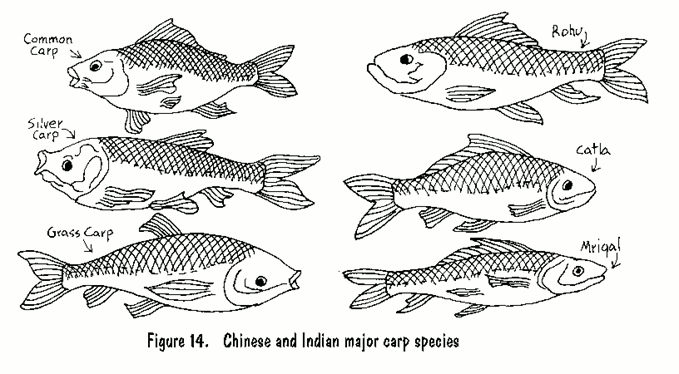 Common
Carp
Silver
Carp
Grass Carp
Rohu
Catla
Mrigal
Figure 14. Chinese and Indian major carp species